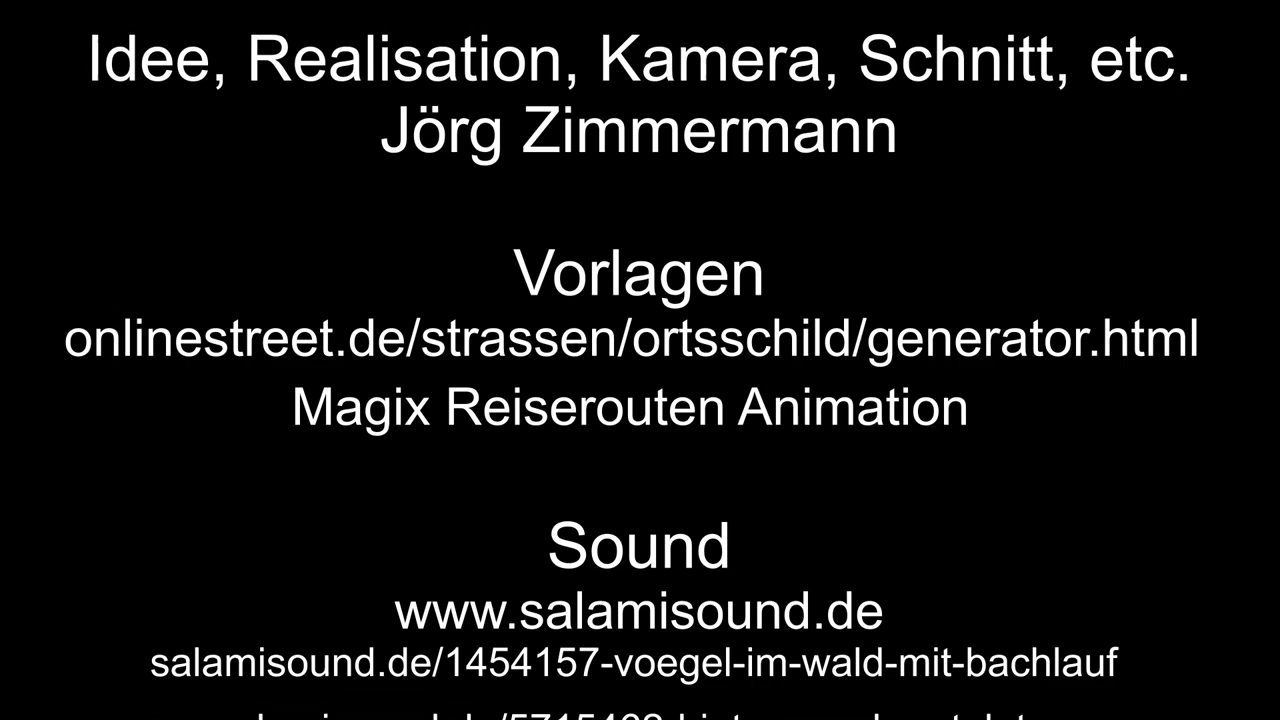 Idee, Realisation, Kamera, Schnitt, etc.
Jörg Zimmermann
Vorlagen
onlinestreet.de/strassen/ortsschild/generator.html
Magix Reiserouten Animation
Sound
www.salamisound.de
salamisound.de/1454157-voegel-im-wald-mit-bachlauf